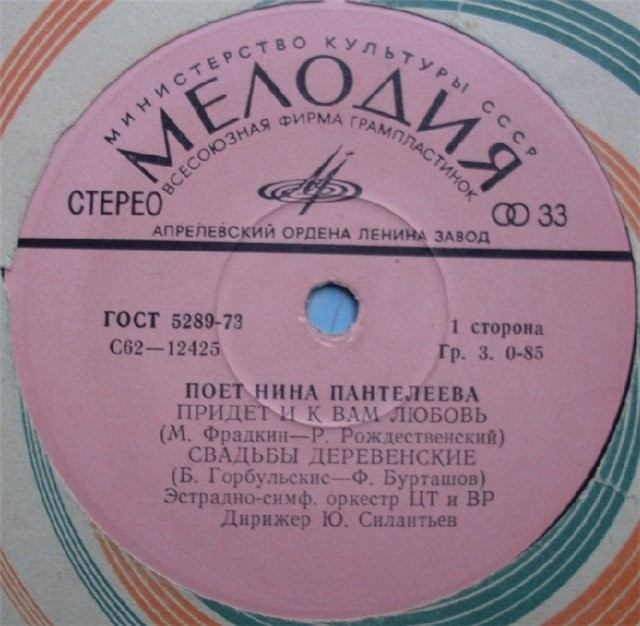 МИНИСТЕРСТВО КУЛЬТУРЫ СССР
МЕЛОДИЯ
ВСЕСОЮЗНАЯ ФИРМА ГРАМПЛАСТИНОК
СТЕРЕО
33
АПРЕЛЕВСКИЙ ОРДЕНА ЛЕНИНА ЗАВОД
ГОСТ 5289-73
1 сторона
С62—12425
Гр. 3. 0-85
ПОЕТ НИНА ПАНТЕЛЕЕВА
ПРИДЕТ И К ВАМ ЛЮБОВЬ
(М. Фрадкин—Р. Рождественский)
СВАДЬБЫ ДЕРЕВЕНСКИЕ
(Б. Горбульскис—Ф. Бурташов)
Эстрадно-симф. оркестр ЦТ и ВР
Дирижер Ю. Силантьев